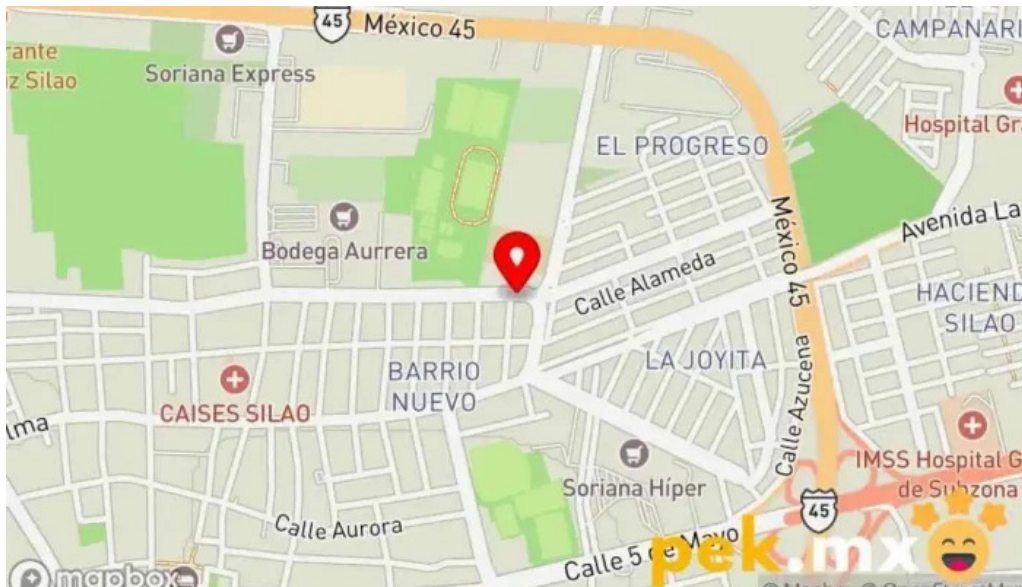 45
México 45
CAMPANARI
rante
z Silao
Soriana Express
Hospital Gr
EL PROGRESO
México 45
Avenida La
Bodega Aurrera
Calle Alameda
HACIEND
SILAO
BARRIO
NUEVO
LA JOYITA
Calle Azucena
CAISES SILAO
lma
IMSS Hospital G
de Subzona
Soriana Híper
45
Calle Aurora
Calle 5 de Mayo
pek.mx
mapbox